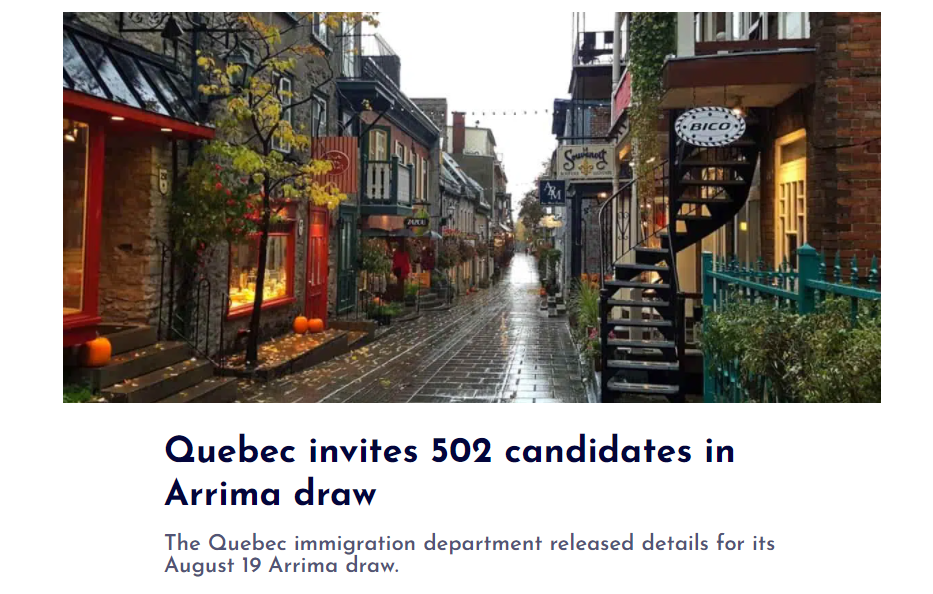 BICO
Souvenest
Quebec invites 502 candidates in
Arrima draw
The Quebec immigration department released details for its
August 19 Arrima draw.